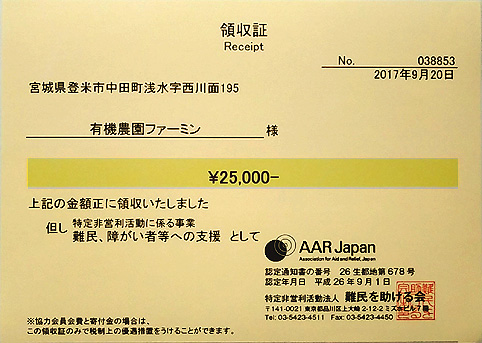 領収証
Receipt
No. 038853
2017年9月20日
宮城県登米市中田町浅水字西川面195
有機農園ファーミン 様
¥25,000-
上記の金額正に領収いたしました
但し 特定非営利活動に係る事業
難民、障がい者等への支援 として
AAR Japan
Association for Aid and Relief, Japan
認定通知書の番号 26生都地第678号
認定年月日 平成26年9月1日
特定非営利活動法人 難民を助ける会
〒141-0021 東京都品川区上大崎2-12-2 ミズホビル7階
Tel: 03-5423-4511 Fax: 03-5423-4450
※協力会員会費と寄付金の場合は、
この領収証のみで税制上の優遇措置をうけることができます。